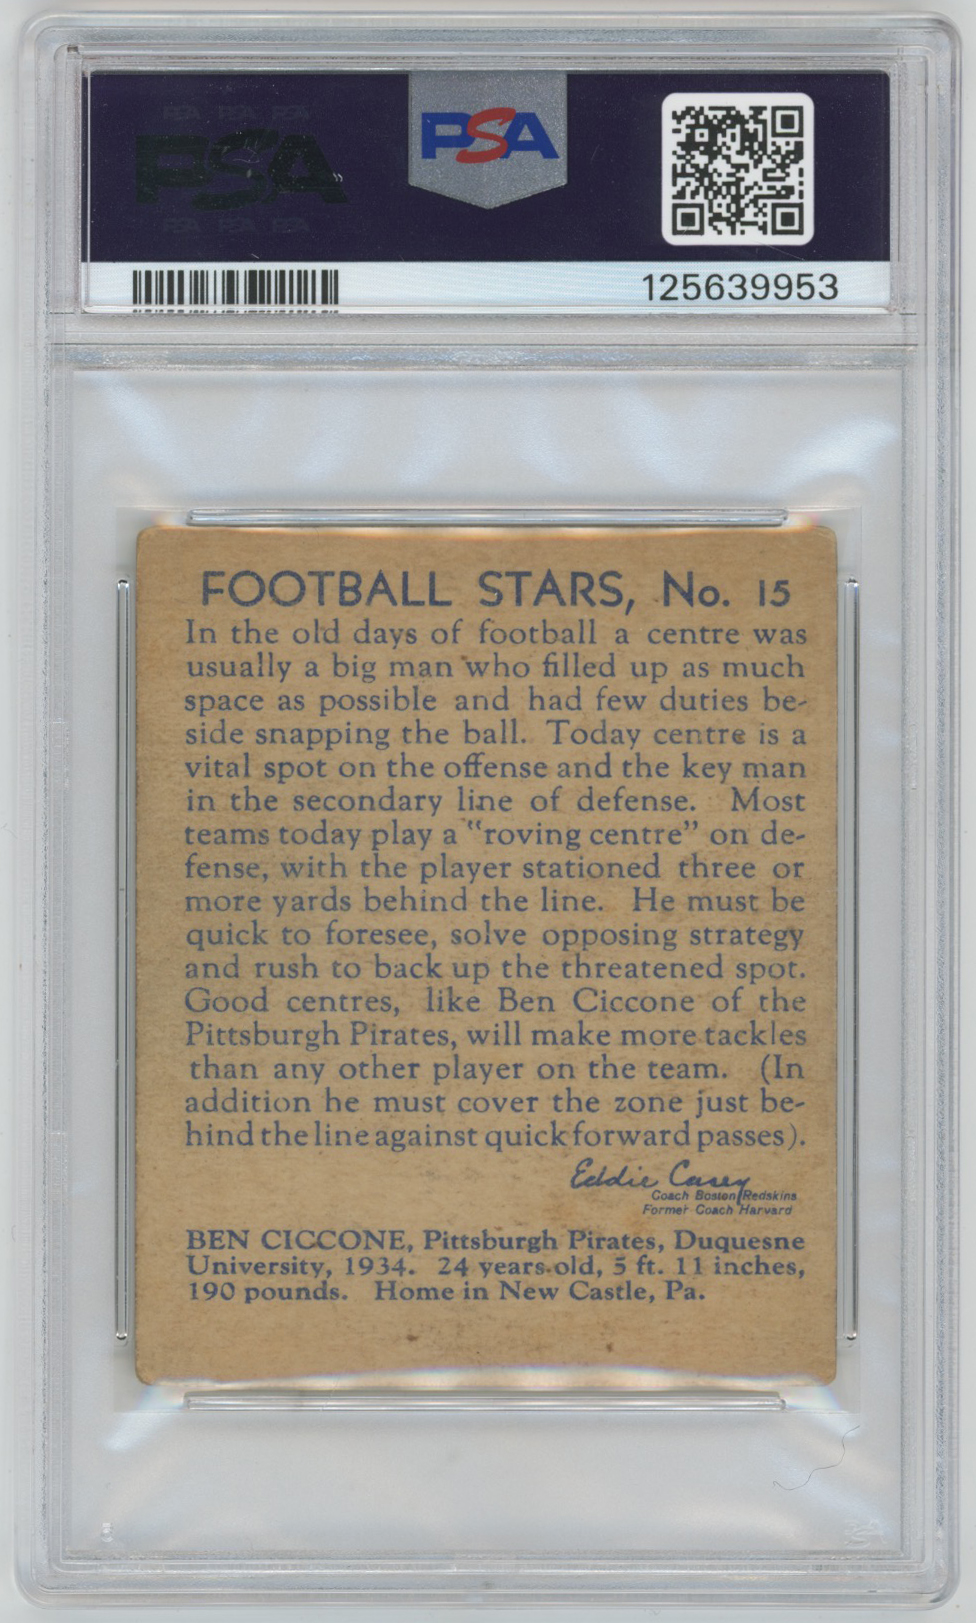 PSA PSA PSA
PSA
PSA
PSA PSA PSA
125639953
FOOTBALL STARS, No. 15
In the old days of football a centre was
usually a big man who filled up as much
space as possible and had few duties be-
side snapping the ball. Today centre is a
vital spot on the offense and the key man
in the secondary line of defense. Most
teams today play a "roving centre" on de-
fense, with the player stationed three or
more yards behind the line. He must be
quick to foresee, solve opposing strategy
and rush to back up the threatened spot.
Good centres, like Ben Ciccone of the
Pittsburgh Pirates, will make more tackles
than any other player on the team. (In
addition he must cover the zone just be-
hind the line against quick forward passes).
Eddie Casey
Coach Boston Redskins
Former Coach Harvard
BEN CICCONE, Pittsburgh Pirates, Duquesne
University, 1934. 24 years old, 5 ft. 11 inches,
190 pounds. Home in New Castle, Pa.